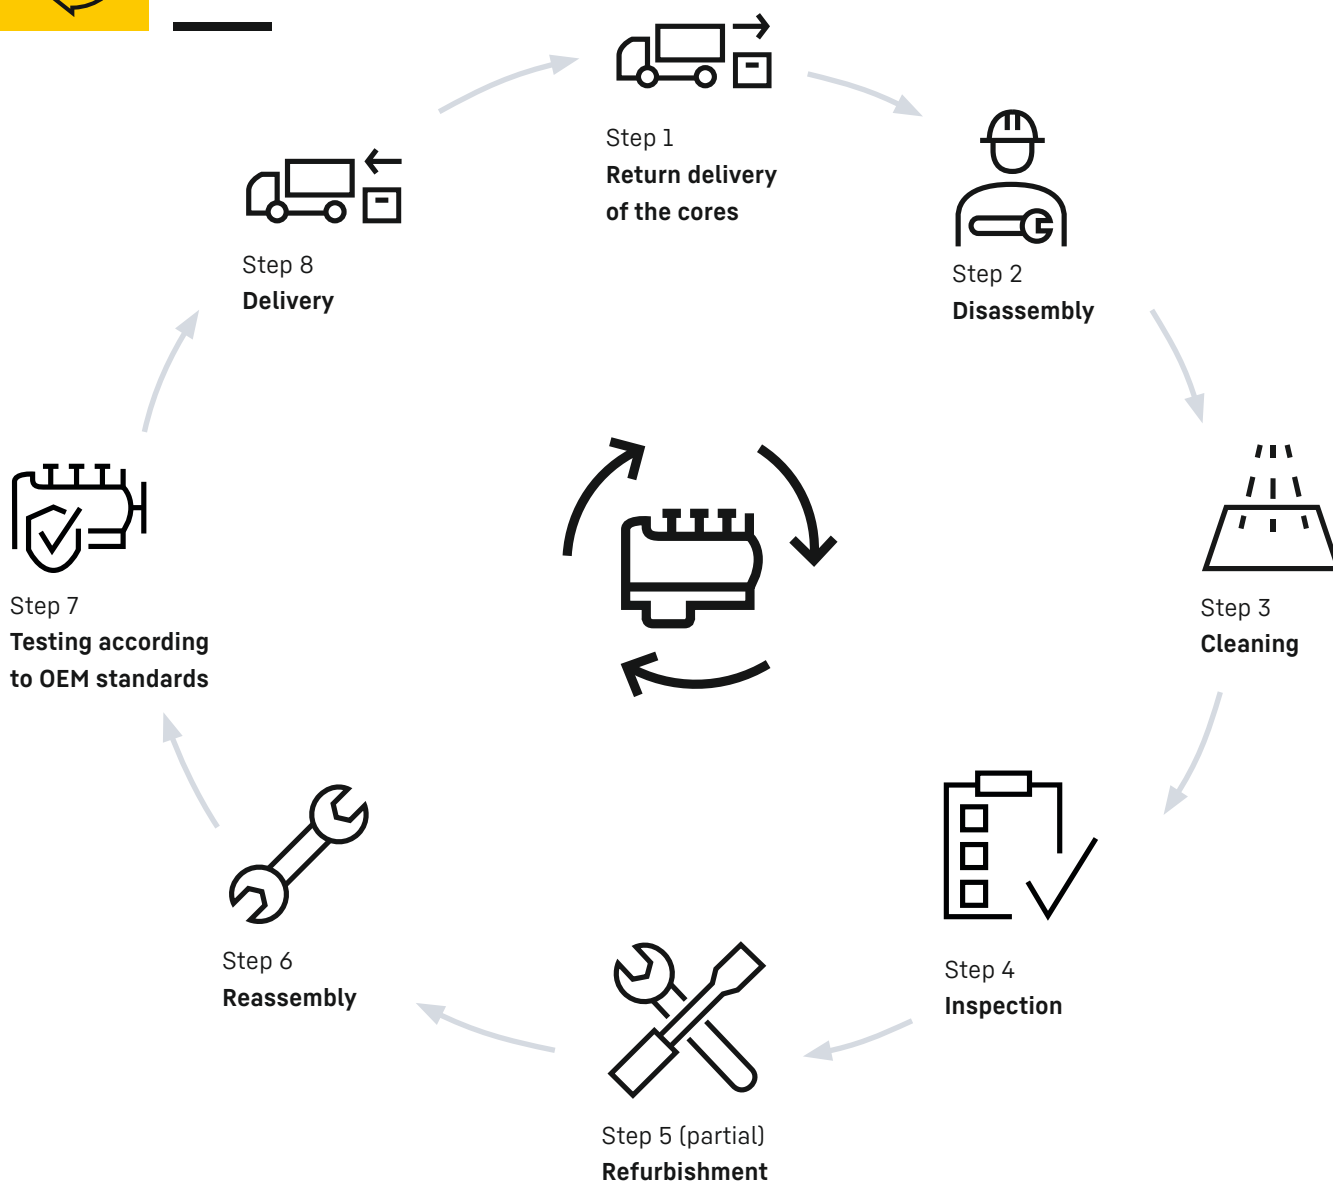 Step 1
Return delivery
of the cores
Step 2
Disassembly
Step 3
Cleaning
Step 4
Inspection
Step 5 (partial)
Refurbishment
Step 6
Reassembly
Step 7
Testing according
to OEM standards
Step 8
Delivery